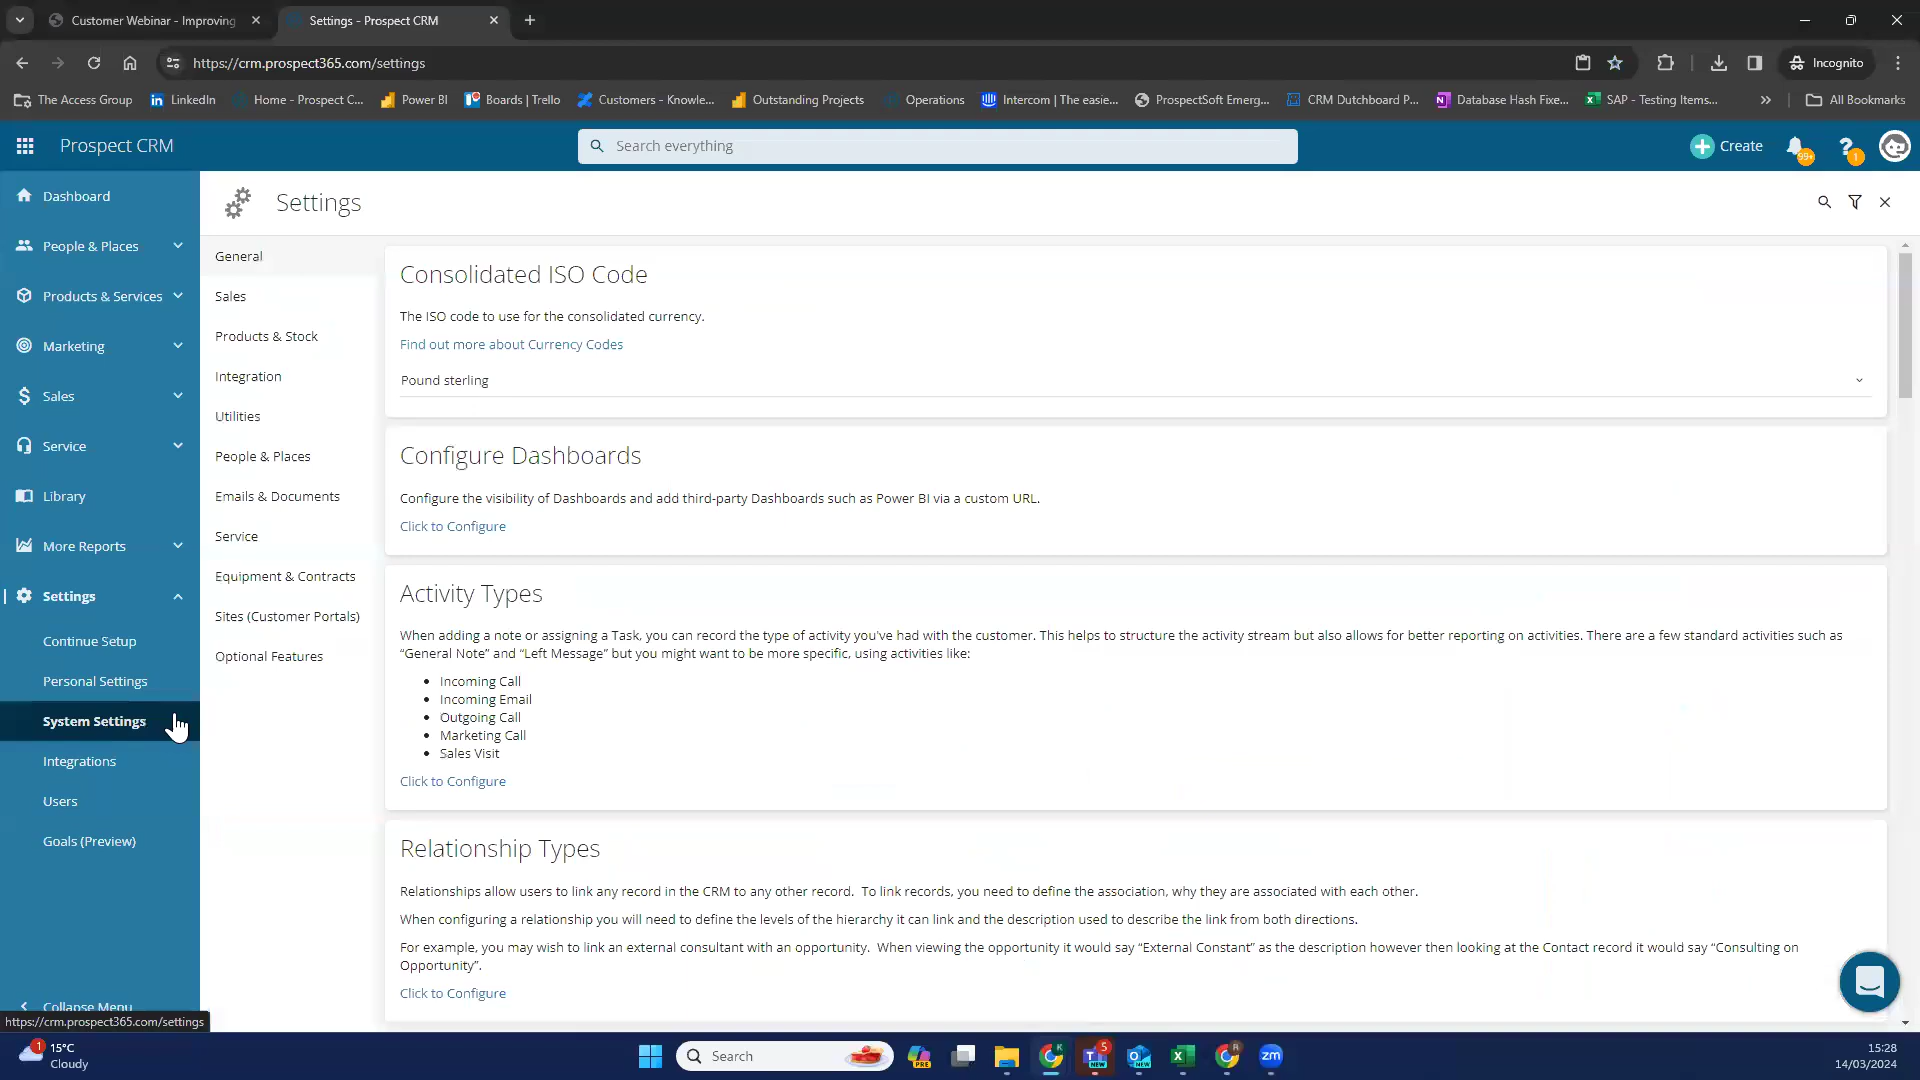 Customer Webinar - Improving
Settings - Prospect CRM
https://crm.prospect365.com/settings
Incognito
The Access Group
LinkedIn
Home - Prospect C...
Power BI
Boards | Trello
Customers - Knowle...
Outstanding Projects
Operations
Intercom | The easie...
ProspectSoft Emerg...
CRM Dutchboard P...
Database Hash Fixe...
SAP - Testing Items...
All Bookmarks
Prospect CRM
Search everything
Create
99+
1
Dashboard
People & Places
Products & Services
Marketing
Sales
Service
Library
More Reports
Settings
Continue Setup
Personal Settings
System Settings
Integrations
Users
Goals (Preview)
Collapse Menu
https://crm.prospect365.com/settings
Settings
General
Sales
Products & Stock
Integration
Utilities
People & Places
Emails & Documents
Service
Equipment & Contracts
Sites (Customer Portals)
Optional Features
Consolidated ISO Code
The ISO code to use for the consolidated currency.
Find out more about Currency Codes
Pound sterling
Configure Dashboards
Configure the visibility of Dashboards and add third-party Dashboards such as Power BI via a custom URL.
Click to Configure
Activity Types
When adding a note or assigning a Task, you can record the type of activity you've had with the customer. This helps to structure the activity stream but also allows for better reporting on activities. There are a few standard activities such as
“General Note” and “Left Message” but you might want to be more specific, using activities like:
• Incoming Call
• Incoming Email
• Outgoing Call
• Marketing Call
• Sales Visit
Click to Configure
Relationship Types
Relationships allow users to link any record in the CRM to any other record. To link records, you need to define the association, why they are associated with each other.
When configuring a relationship you will need to define the levels of the hierarchy it can link and the description used to describe the link from both directions.
For example, you may wish to link an external consultant with an opportunity. When viewing the opportunity it would say “External Constant” as the description however then looking at the Contact record it would say “Consulting on
Opportunity”.
Click to Configure
1
15°C
Cloudy
Search
PRE
5
NEW
NEW
zm
15:28
14/03/2024